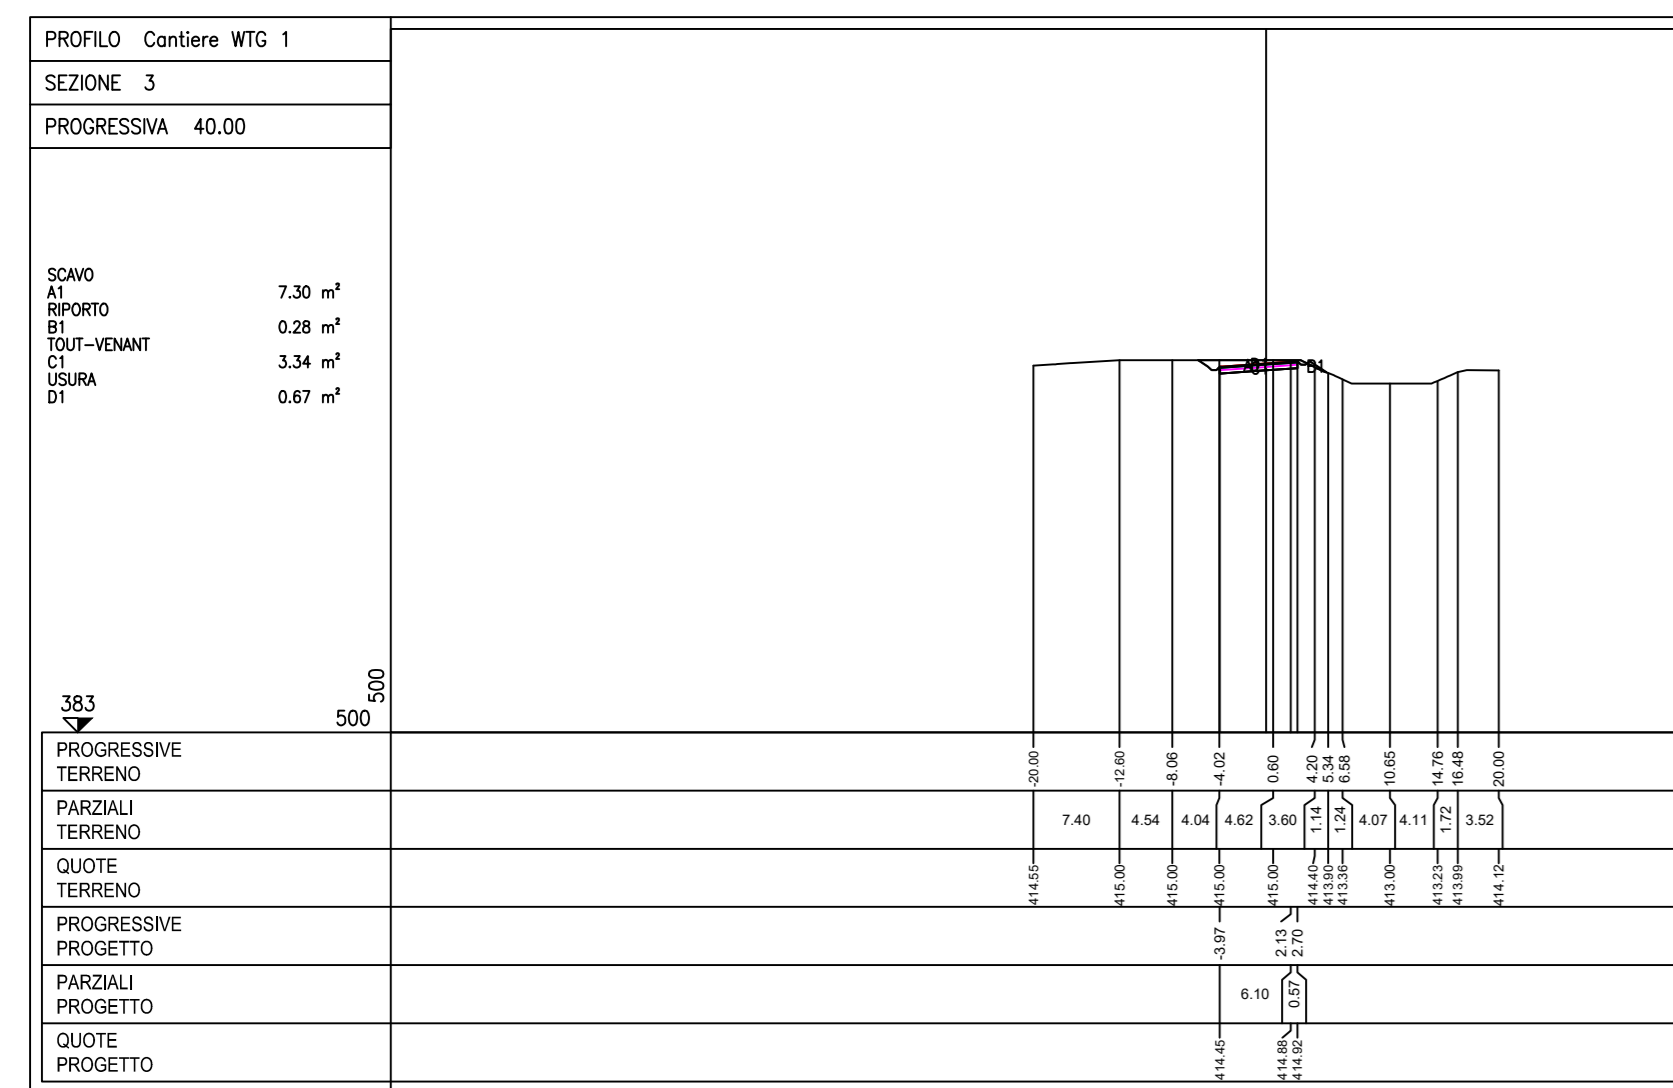 PROFILO Cantiere WTG 1
SEZIONE 3
PROGRESSIVA 40.00
SCAVO
A1 7.30 m²
RIPORTO
B1 0.28 m²
TOUT-VENANT
C1 3.34 m²
USURA
D1 0.67 m²
D1
383
500
500
PROGRESSIVE
TERRENO
-20.00 -12.60 -8.06 -4.02 0.60 4.20 5.34 6.58 10.65 14.76 16.48 20.00
PARZIALI
TERRENO
7.40 4.54 4.04 4.62 3.60 1.14 1.24 4.07 4.11 1.72 3.52
QUOTE
TERRENO
414.55 415.00 415.00 415.00 415.00 414.40 413.90 413.36 413.00 413.23 413.99 414.12
PROGRESSIVE
PROGETTO
-3.97 2.13 2.70
PARZIALI
PROGETTO
6.10 0.57
QUOTE
PROGETTO
414.45 414.88 414.92